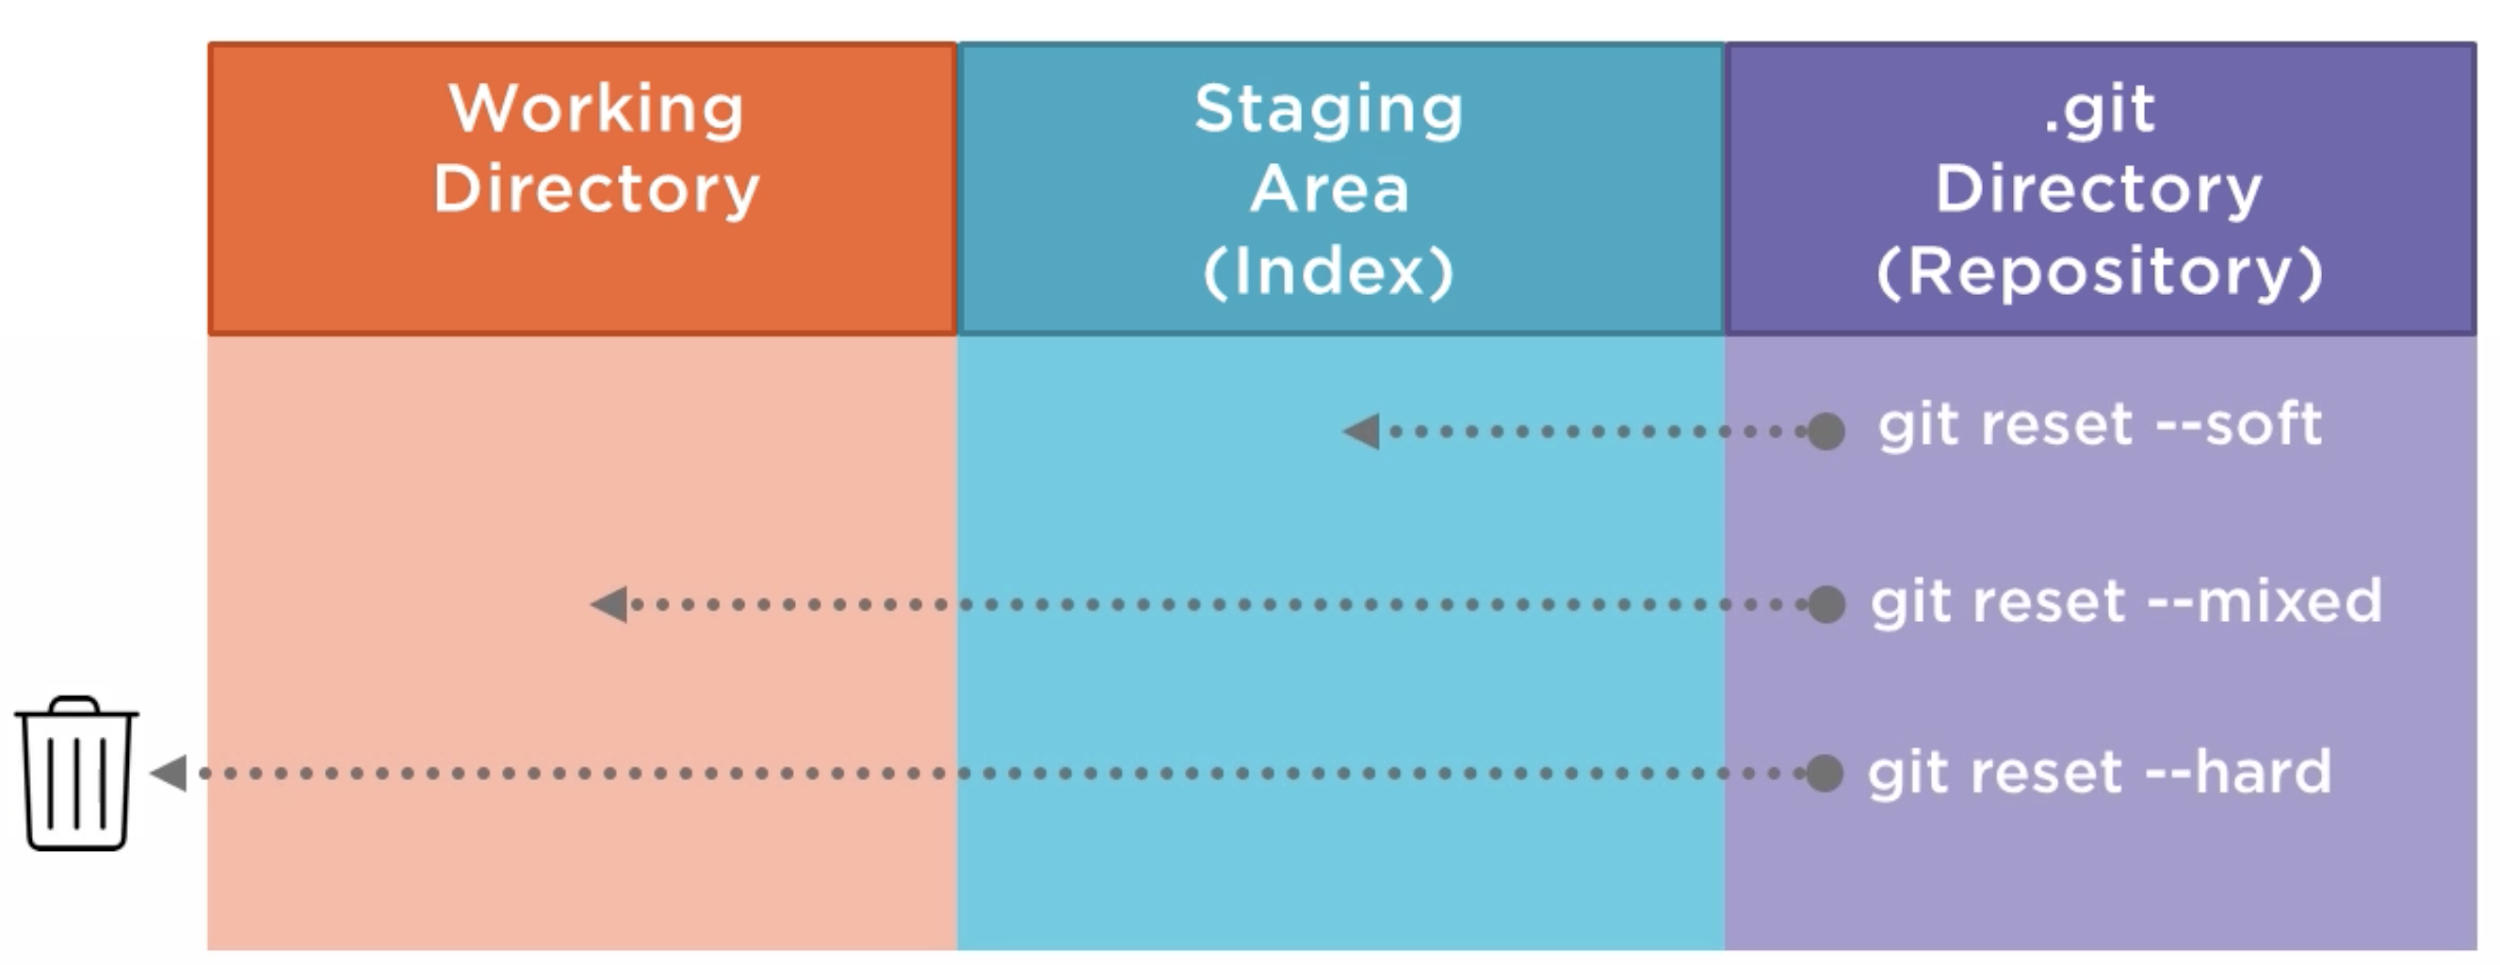 Working
Directory
Staging
Area
(Index)
.git
Directory
(Repository)
git reset --soft
git reset --mixed
git reset --hard